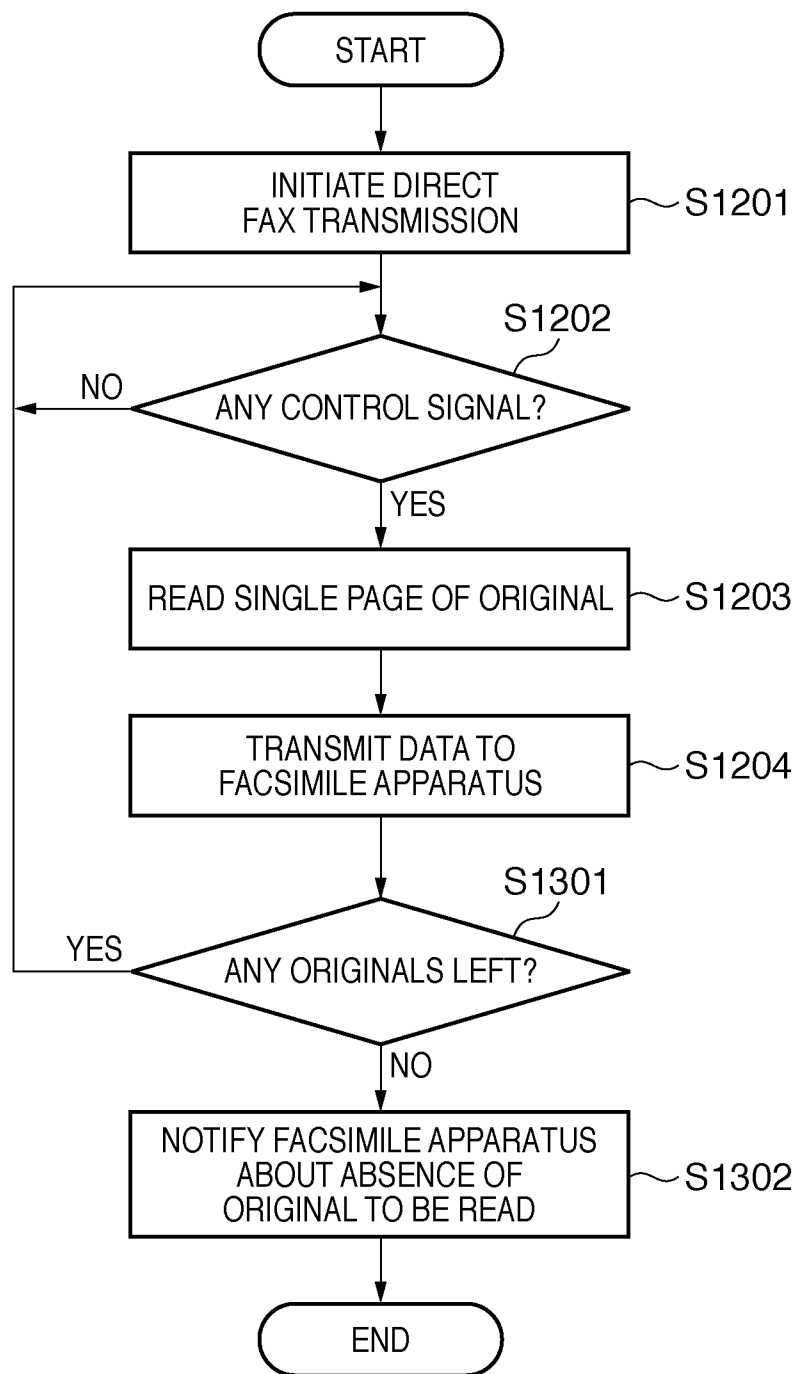 START
INITIATE DIRECT
FAX TRANSMISSION
S1201
S1202
NO
ANY CONTROL SIGNAL?
YES
READ SINGLE PAGE OF ORIGINAL
S1203
TRANSMIT DATA TO
FACSIMILE APPARATUS
S1204
S1301
YES
ANY ORIGINALS LEFT?
NO
NOTIFY FACSIMILE APPARATUS
ABOUT ABSENCE OF
ORIGINAL TO BE READ
S1302
END